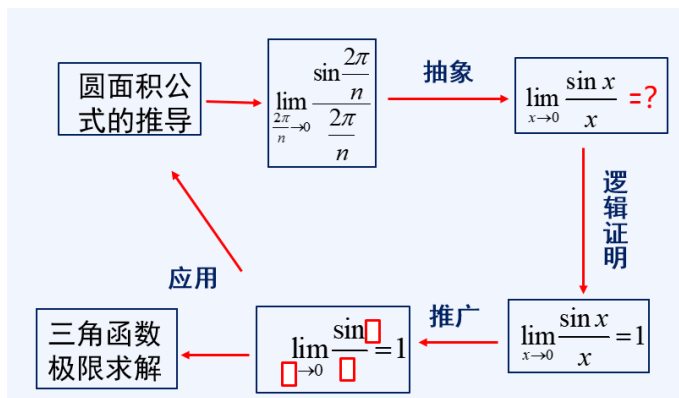 圆面积公
式的推导
lim_{2π/n→0} (sin 2π/n)/(2π/n)
抽象
lim_{x→0} sin x / x =?
逻辑证明
lim_{x→0} sin x / x = 1
推广
lim_{□→0} sin□ / □ = 1
应用
三角函数
极限求解